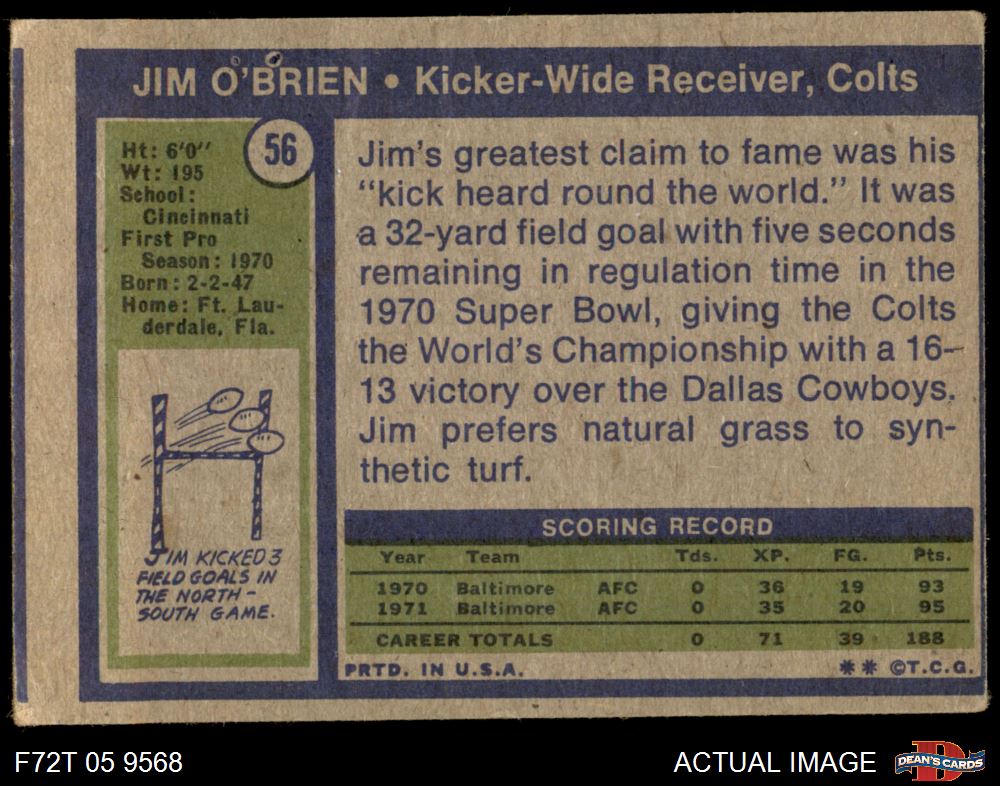 JIM O'BRIEN • Kicker-Wide Receiver, Colts
56
Ht: 6'0"
Wt: 195
School:
Cincinnati
First Pro
Season: 1970
Born: 2-2-47
Home: Ft. Lau-
derdale, Fla.
JIM KICKED 3
FIELD GOALS IN
THE NORTH-
SOUTH GAME.
Jim's greatest claim to fame was his
"kick heard round the world." It was
a 32-yard field goal with five seconds
remaining in regulation time in the
1970 Super Bowl, giving the Colts
the World's Championship with a 16-
13 victory over the Dallas Cowboys.
Jim prefers natural grass to syn-
thetic turf.
SCORING RECORD
Year Team Tds. XP. FG. Pts.
1970 Baltimore AFC 0 36 19 93
1971 Baltimore AFC 0 35 20 95
CAREER TOTALS 0 71 39 188
PRTD. IN U.S.A. ** ©T.C.G.
F72T 05 9568
ACTUAL IMAGE
DEAN'S CARDS